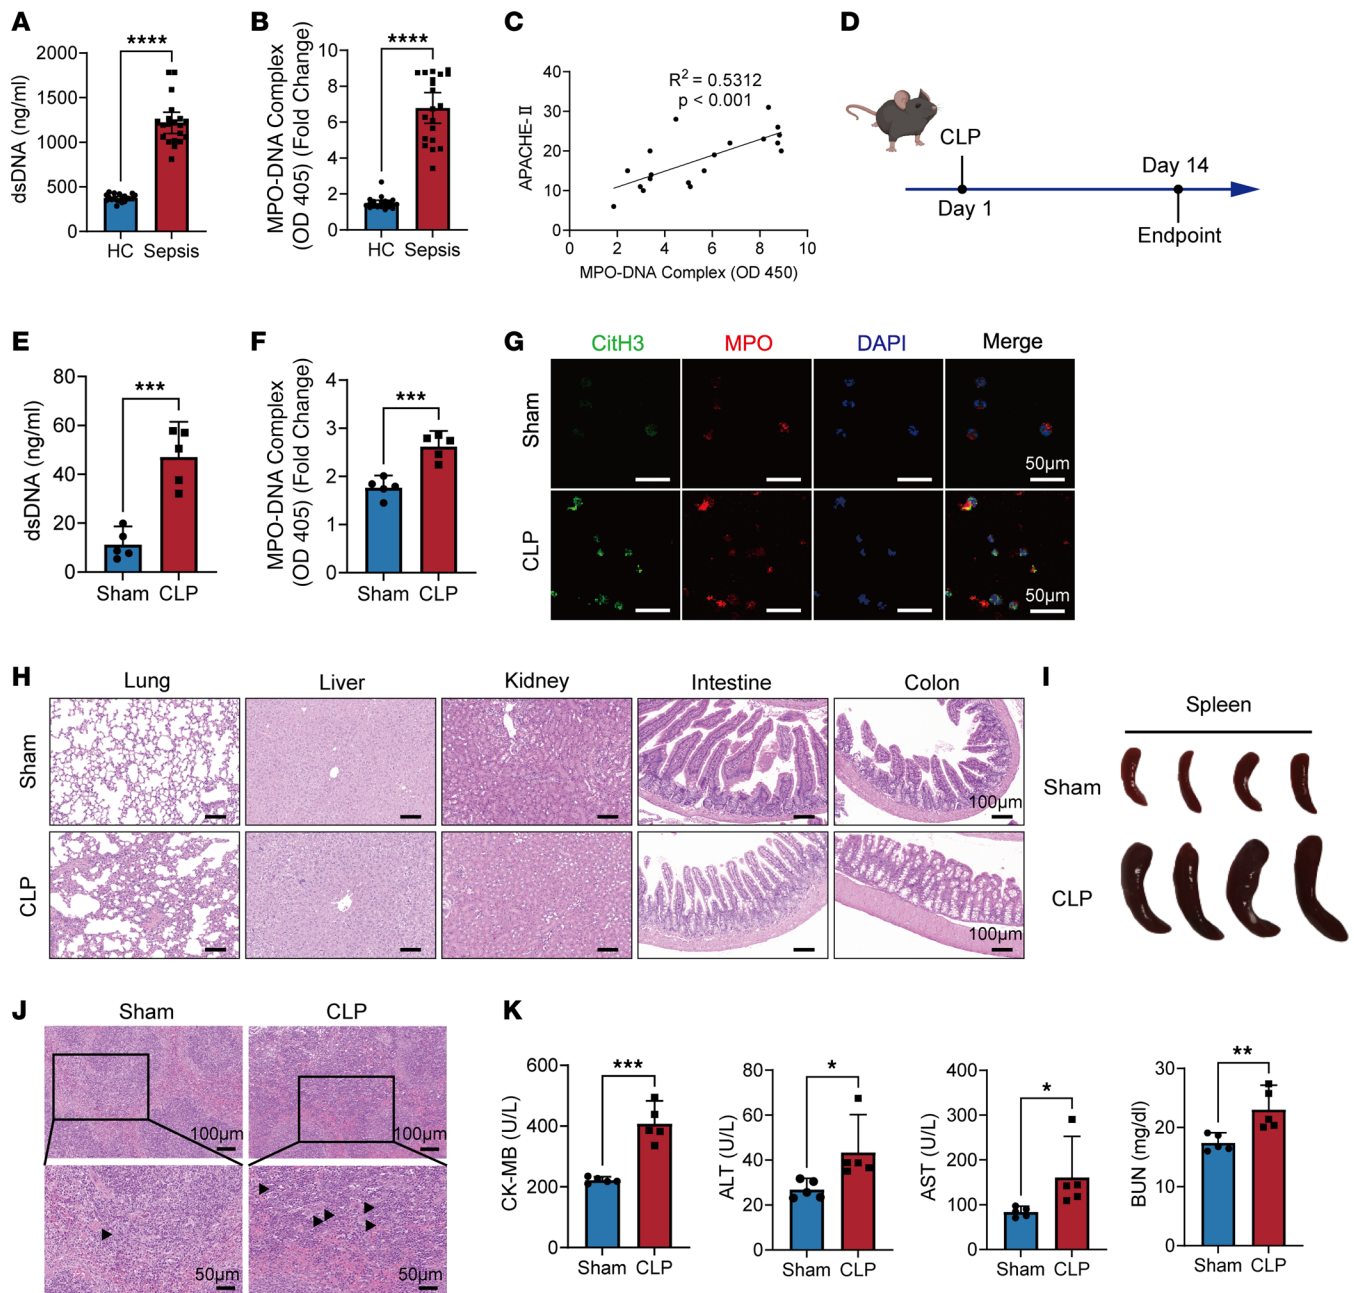 A
dsDNA (ng/ml)
2000
1500
1000
500
0
****
HC
Sepsis
B
MPO-DNA Complex
(OD 405) (Fold Change)
10
8
6
4
2
0
****
HC
Sepsis
C
APACHE-II
40
30
20
10
0
R² = 0.5312
p < 0.001
0
2
4
6
8
10
MPO-DNA Complex (OD 450)
D
CLP
Day 1
Day 14
Endpoint
E
dsDNA (ng/ml)
80
60
40
20
0
***
Sham
CLP
F
MPO-DNA Complex
(OD 405) (Fold Change)
4
3
2
1
0
***
Sham
CLP
G
CitH3
MPO
DAPI
Merge
Sham
50μm
CLP
50μm
H
Lung
Liver
Kidney
Intestine
Colon
Sham
100μm
CLP
100μm
I
Spleen
Sham
CLP
J
Sham
CLP
100μm
100μm
50μm
50μm
K
CK-MB (U/L)
600
400
200
0
***
Sham
CLP
ALT (U/L)
80
60
40
20
0
*
Sham
CLP
AST (U/L)
400
300
200
100
0
*
Sham
CLP
BUN (mg/dl)
30
20
10
0
**
Sham
CLP